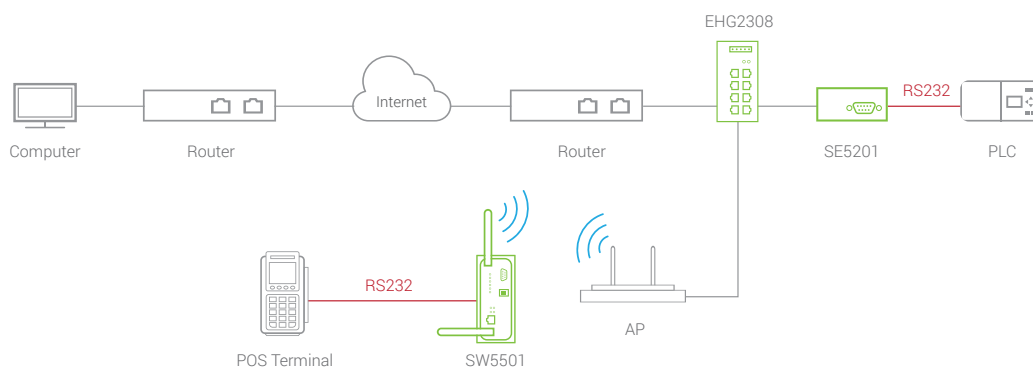 EHG2308
Internet
RS232
Computer
Router
Router
SE5201
PLC
RS232
POS Terminal
SW5501
AP